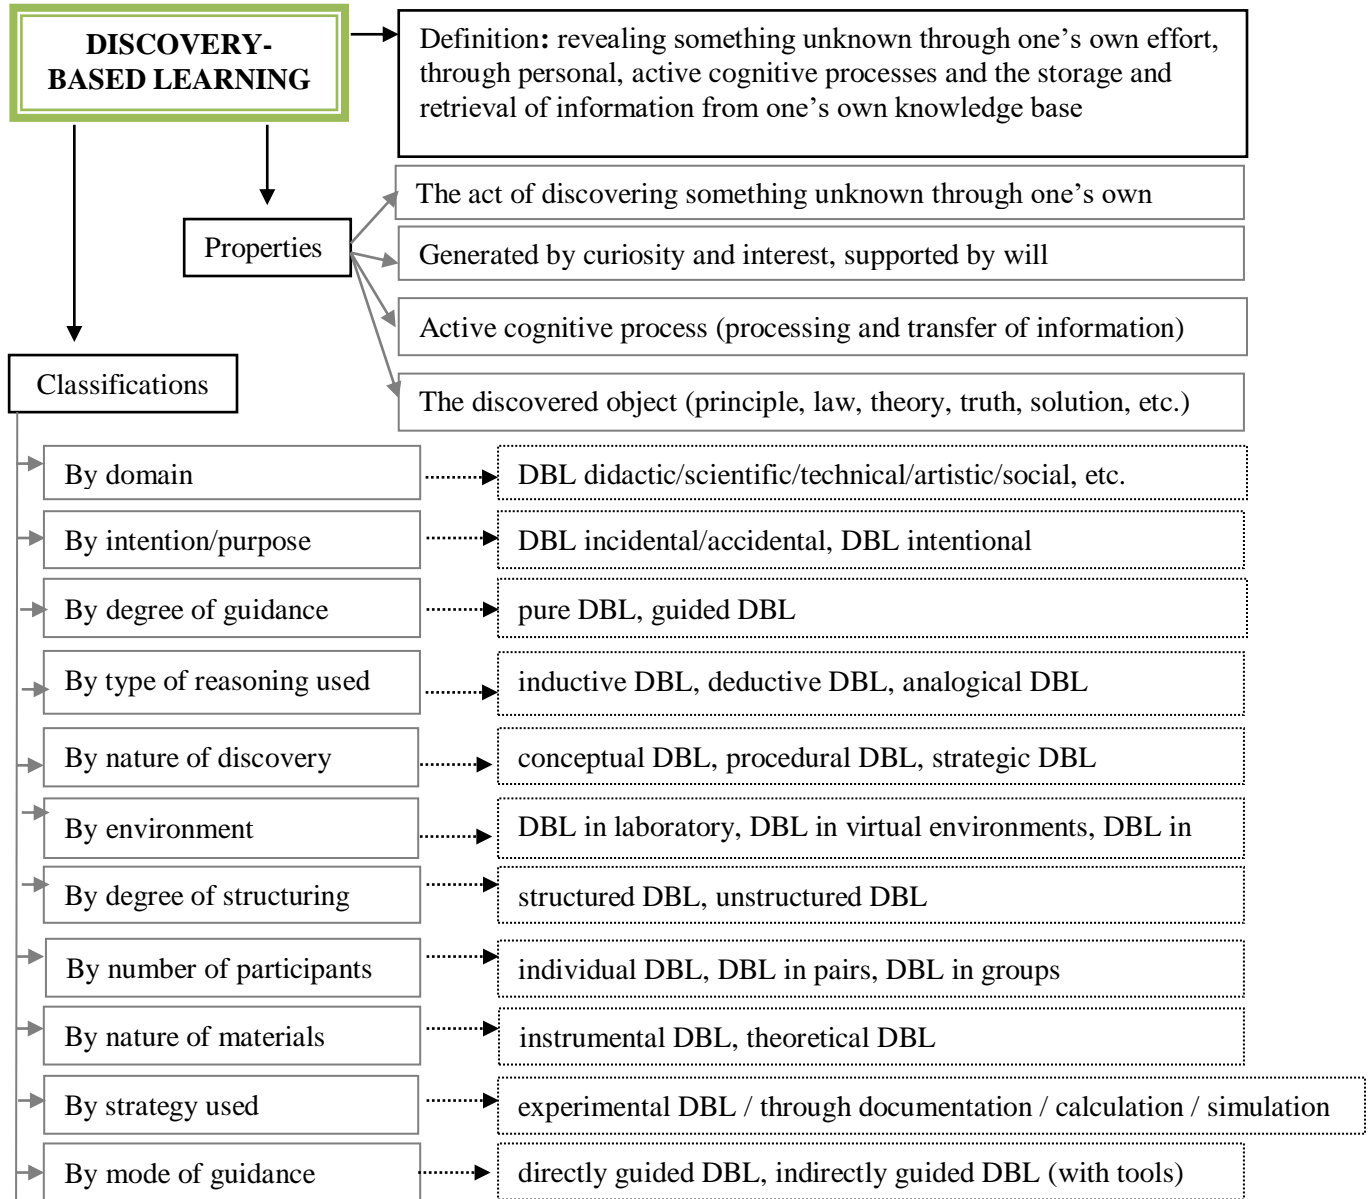 DISCOVERY-
BASED LEARNING
Definition: revealing something unknown through one’s own effort,
through personal, active cognitive processes and the storage and
retrieval of information from one’s own knowledge base
Properties
The act of discovering something unknown through one’s own
Generated by curiosity and interest, supported by will
Active cognitive process (processing and transfer of information)
The discovered object (principle, law, theory, truth, solution, etc.)
Classifications
By domain
DBL didactic/scientific/technical/artistic/social, etc.
By intention/purpose
DBL incidental/accidental, DBL intentional
By degree of guidance
pure DBL, guided DBL
By type of reasoning used
inductive DBL, deductive DBL, analogical DBL
By nature of discovery
conceptual DBL, procedural DBL, strategic DBL
By environment
DBL in laboratory, DBL in virtual environments, DBL in
By degree of structuring
structured DBL, unstructured DBL
By number of participants
individual DBL, DBL in pairs, DBL in groups
By nature of materials
instrumental DBL, theoretical DBL
By strategy used
experimental DBL / through documentation / calculation / simulation
By mode of guidance
directly guided DBL, indirectly guided DBL (with tools)